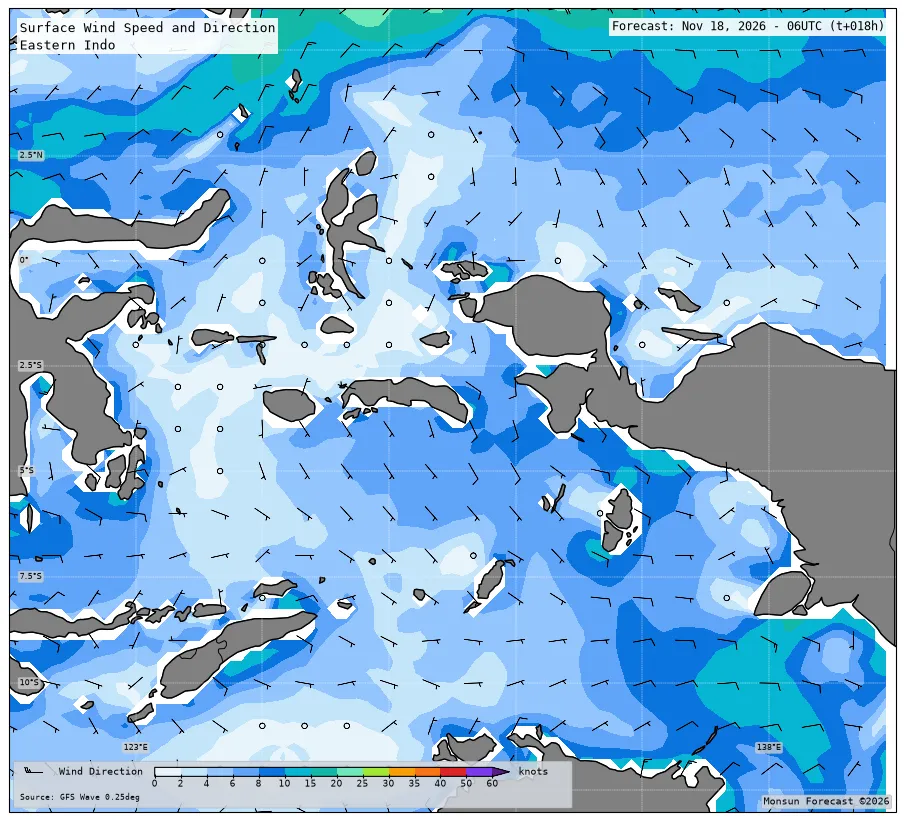 Surface Wind Speed and Direction
Eastern Indo
Forecast: Nov 18, 2026 - 06UTC (t+018h)
2.5°N
0°
2.5°S
5°S
7.5°S
10°S
123°E
138°E
Wind Direction
0 2 4 6 8 10 15 20 25 30 35 40 50 60
knots
Source: GFS Wave 0.25deg
Monsun Forecast ©2026